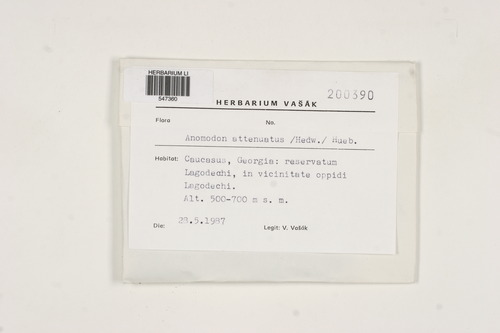 HERBARIUM LI
547360
200390
HERBARIUM VAŠÁK
Flora No.
Anomodon attenuatus /Hedw./ Hueb.
Habitat: Caucasus, Georgia: reservatum
Lagodechi, in vicinitate oppidi
Lagodechi.
Alt. 500-700 m s. m.
Die: 28.5.1987 Legit: V. Vašák